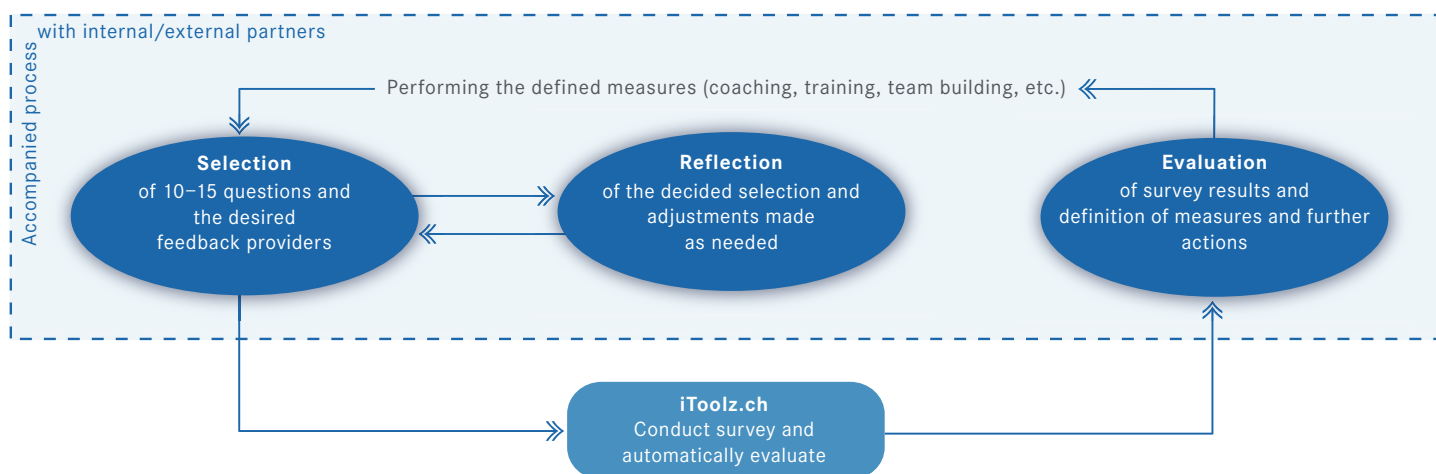 with internal/external partners
Accompanied process
Performing the defined measures (coaching, training, team building, etc.)
Selection
of 10–15 questions and
the desired
feedback providers
Reflection
of the decided selection and
adjustments made
as needed
Evaluation
of survey results and
definition of measures and further
actions
iToolz.ch
Conduct survey and
automatically evaluate